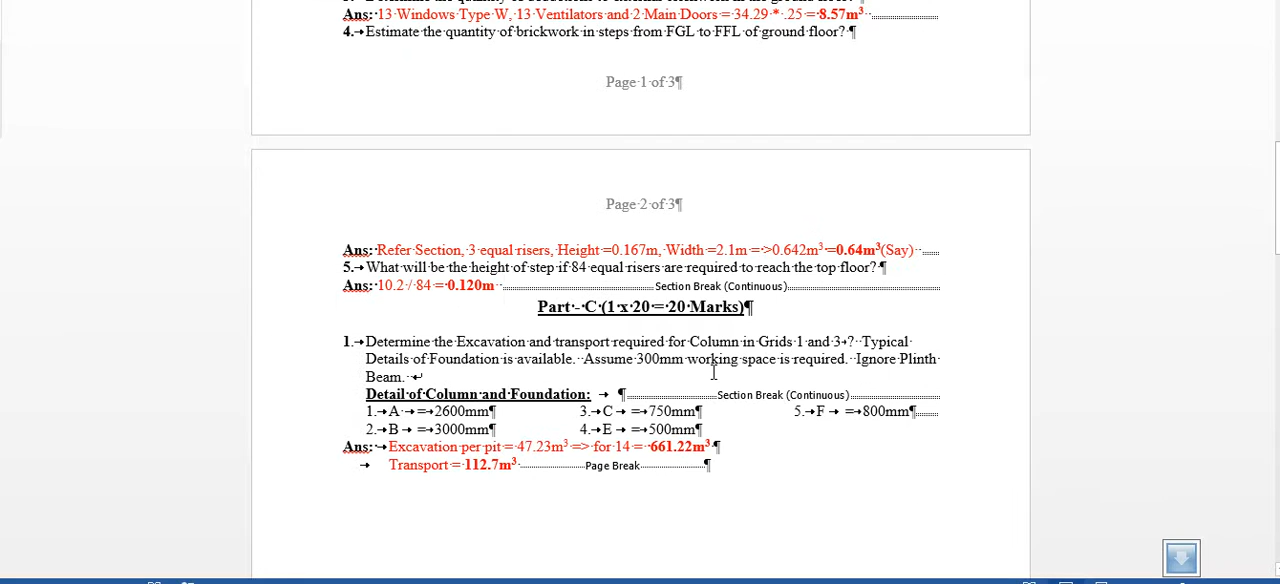 Ans: 13 Windows Type W, 13 Ventilators and 2 Main Doors = 34.29 * .25 = 8.57m³
4. Estimate the quantity of brickwork in steps from FGL to FFL of ground floor?
Page 1 of 3
Page 2 of 3
Ans: Refer Section, 3 equal risers, Height =0.167m, Width =2.1m =>0.642m³ =0.64m³(Say)
5. What will be the height of step if 84 equal risers are required to reach the top floor?
Ans: 10.2 / 84 = 0.120m Section Break (Continuous)
Part - C (1 x 20 = 20 Marks)
1. Determine the Excavation and transport required for Column in Grids 1 and 3 ? Typical
Details of Foundation is available. Assume 300mm working space is required. Ignore Plinth
Beam.
Detail of Column and Foundation: Section Break (Continuous)
1. A = 2600mm 3. C = 750mm 5. F = 800mm
2. B = 3000mm 4. E = 500mm
Ans: Excavation per pit = 47.23m³ => for 14 = 661.22m³
Transport = 112.7m³ Page Break